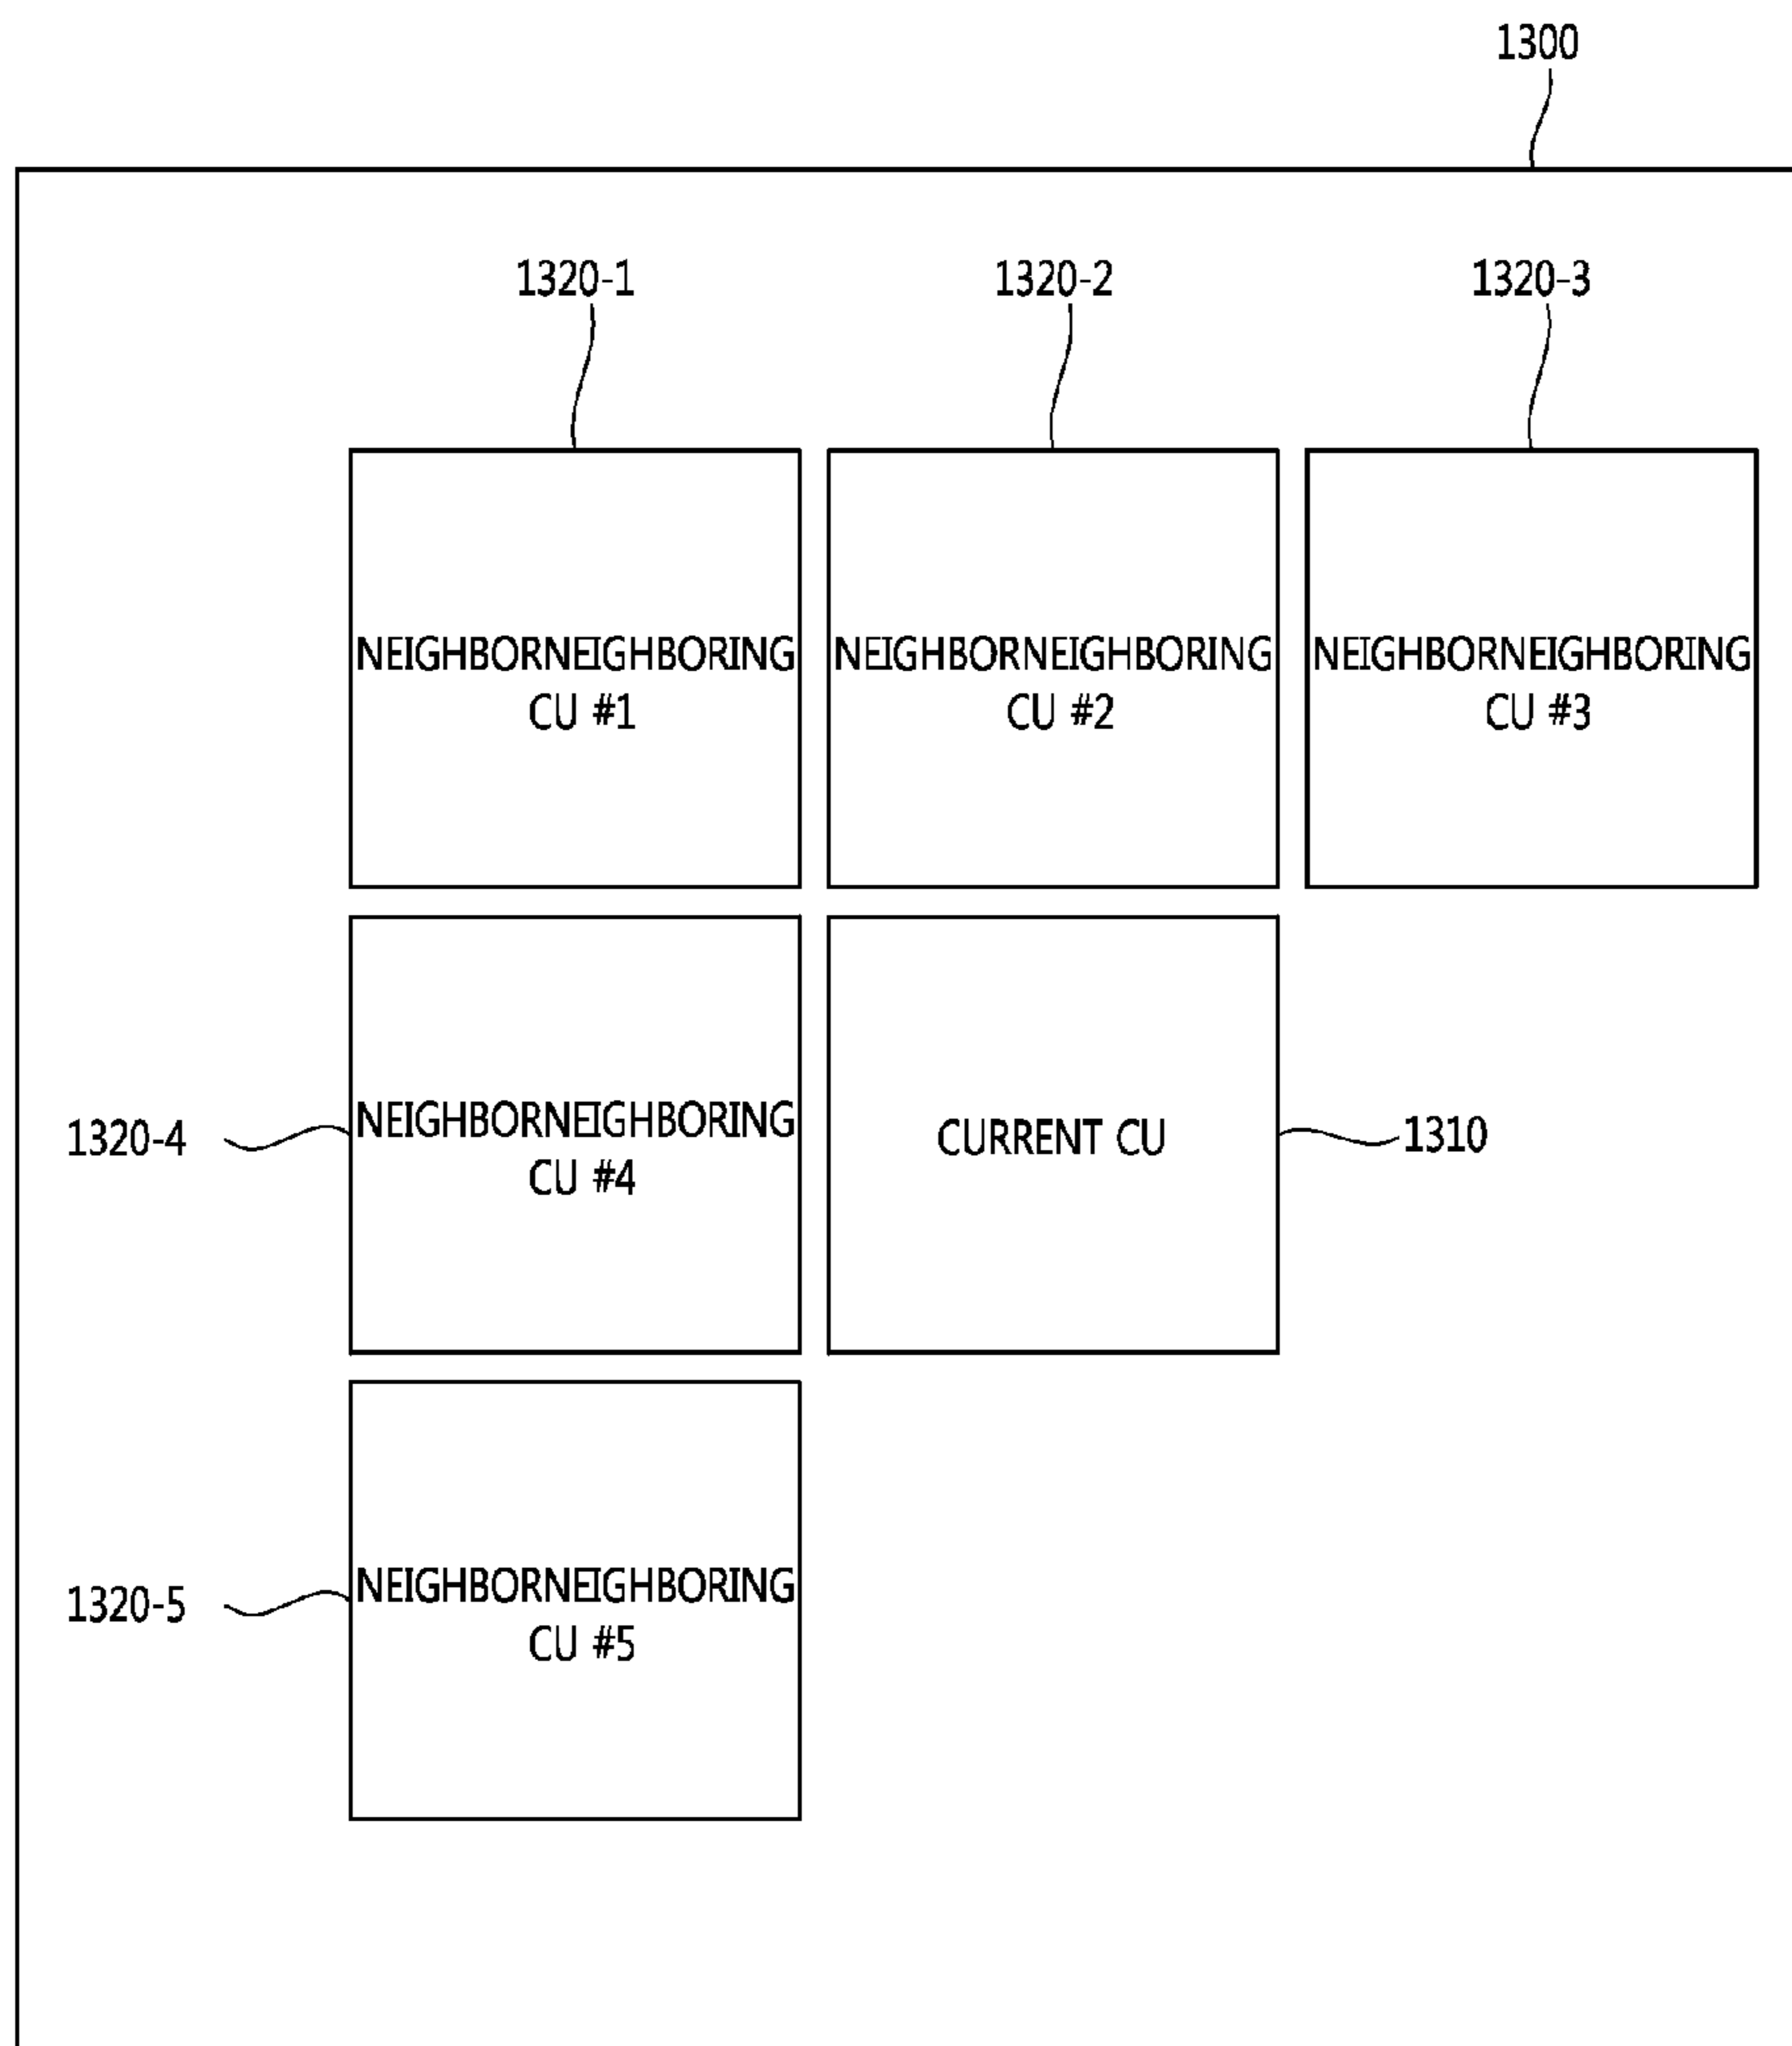 1300
1320-1
1320-2
1320-3
NEIGHBORNEIGHBORING
CU #1
NEIGHBORNEIGHBORING
CU #2
NEIGHBORNEIGHBORING
CU #3
1320-4
NEIGHBORNEIGHBORING
CU #4
CURRENT CU
1310
1320-5
NEIGHBORNEIGHBORING
CU #5